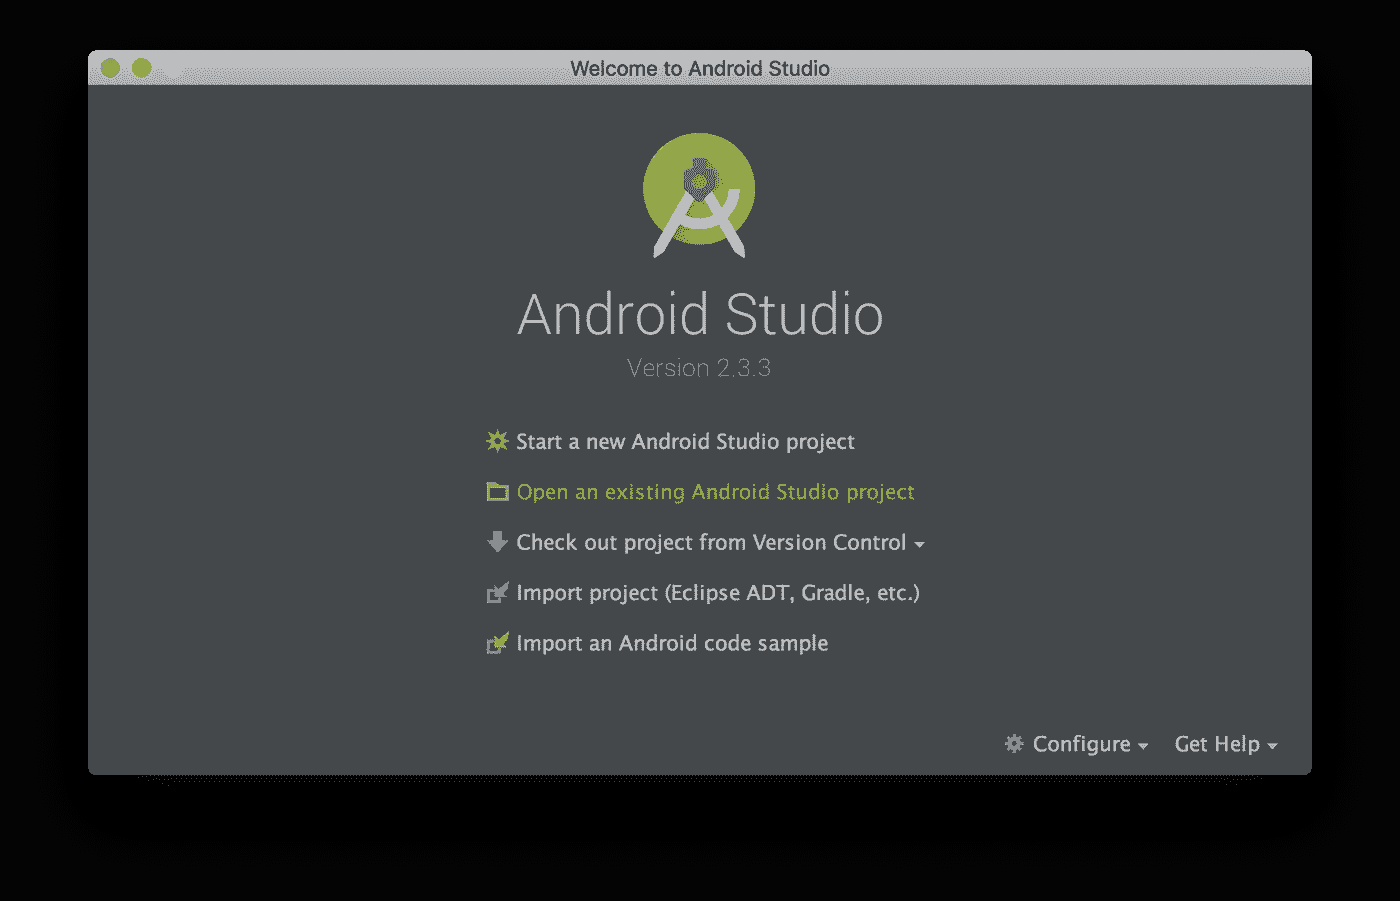 Welcome to Android Studio
Android Studio
Version 2.3.3
Start a new Android Studio project
Open an existing Android Studio project
Check out project from Version Control
Import project (Eclipse ADT, Gradle, etc.)
Import an Android code sample
Configure Get Help